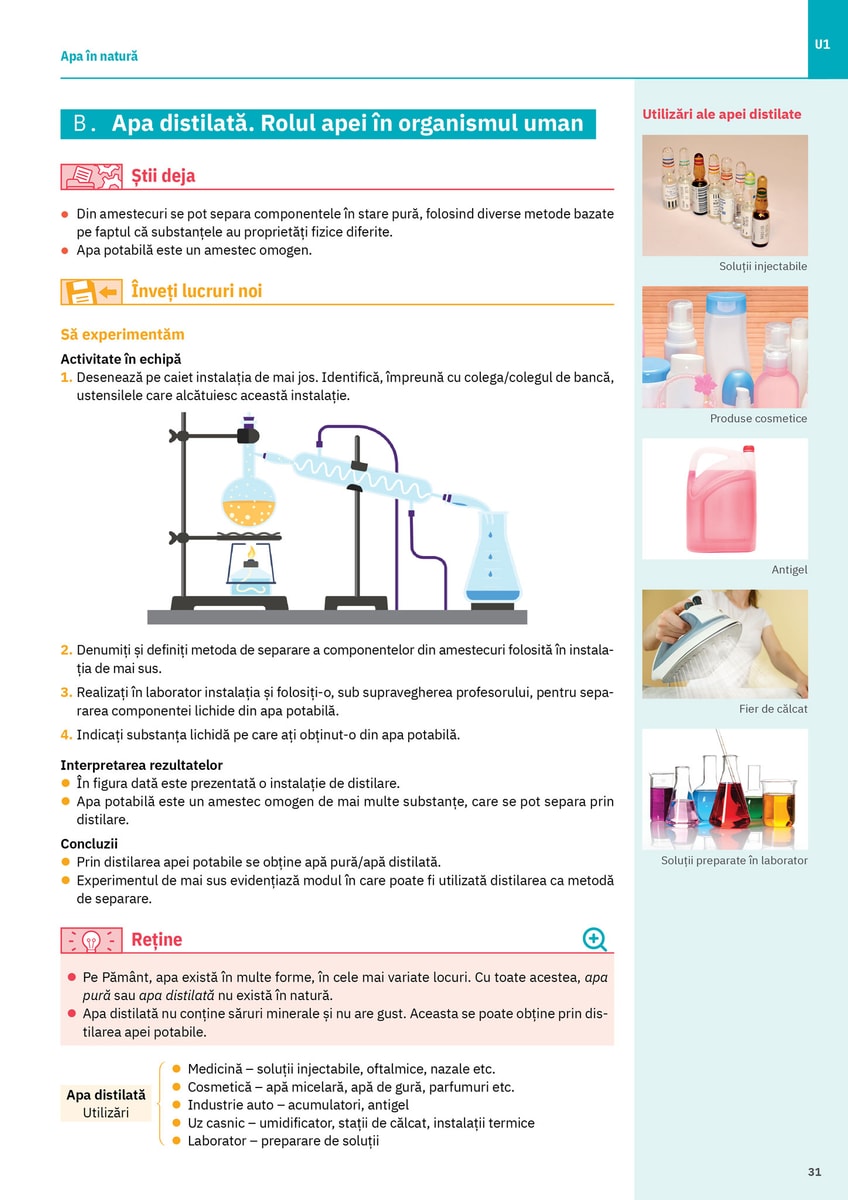 Apa în natură
U1
B. Apa distilată. Rolul apei în organismul uman
Știi deja
• Din amestecuri se pot separa componentele în stare pură, folosind diverse metode bazate
pe faptul că substanțele au proprietăți fizice diferite.
• Apa potabilă este un amestec omogen.
Înveți lucruri noi
Să experimentăm
Activitate în echipă
1. Desenează pe caiet instalația de mai jos. Identifică, împreună cu colega/colegul de bancă,
ustensilele care alcătuiesc această instalație.
2. Denumiți și definiți metoda de separare a componentelor din amestecuri folosită în instala-
ția de mai sus.
3. Realizați în laborator instalația și folosiți-o, sub supravegherea profesorului, pentru sepa-
rarea componentei lichide din apa potabilă.
4. Indicați substanța lichidă pe care ați obținut-o din apa potabilă.
Interpretarea rezultatelor
• În figura dată este prezentată o instalație de distilare.
• Apa potabilă este un amestec omogen de mai multe substanțe, care se pot separa prin
distilare.
Concluzii
• Prin distilarea apei potabile se obține apă pură/apă distilată.
• Experimentul de mai sus evidențiază modul în care poate fi utilizată distilarea ca metodă
de separare.
Reține
• Pe Pământ, apa există în multe forme, în cele mai variate locuri. Cu toate acestea, apa
pură sau apa distilată nu există în natură.
• Apa distilată nu conține săruri minerale și nu are gust. Aceasta se poate obține prin dis-
tilarea apei potabile.
Apa distilată
Utilizări
• Medicină – soluții injectabile, oftalmice, nazale etc.
• Cosmetică – apă micelară, apă de gură, parfumuri etc.
• Industrie auto – acumulatori, antigel
• Uz casnic – umidificator, stații de călcat, instalații termice
• Laborator – preparare de soluții
Utilizări ale apei distilate
Soluții injectabile
Produse cosmetice
Antigel
Fier de călcat
Soluții preparate în laborator
31